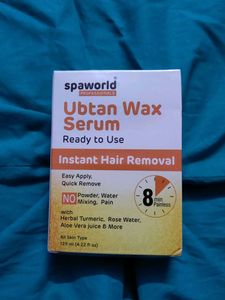 spaworld
PROFESSIONALS
Ubtan Wax
Serum
Ready to Use
Instant Hair Removal
Easy Apply,
Quick Remove
NO Powder, Water
Mixing, Pain
8 min
Painless
with
Herbal Turmeric, Rose Water,
Aloe Vera juice & More
All Skin Type
125 ml (4.22 fl oz)